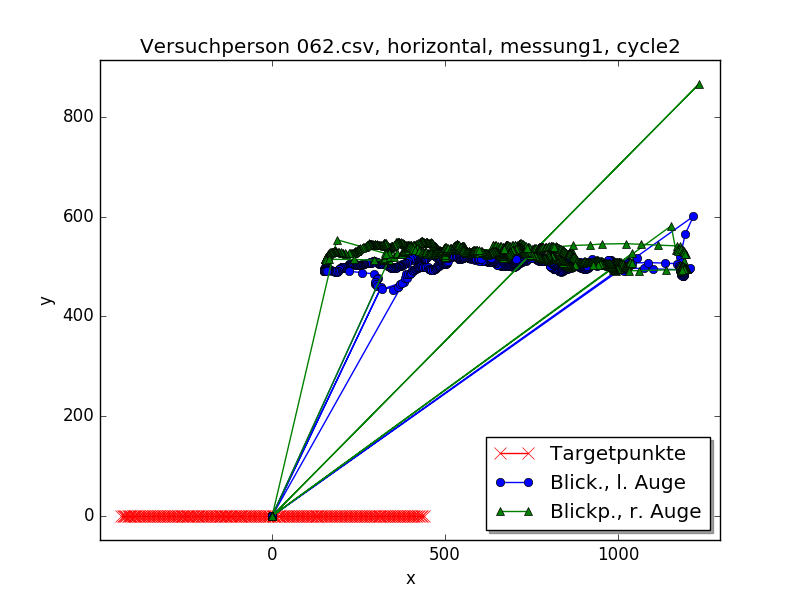 Versuchperson 062.csv, horizontal, messung1, cycle2
800
600
400
200
0
y
0 500 1000
x
Targetpunkte
Blick., l. Auge
Blickp., r. Auge